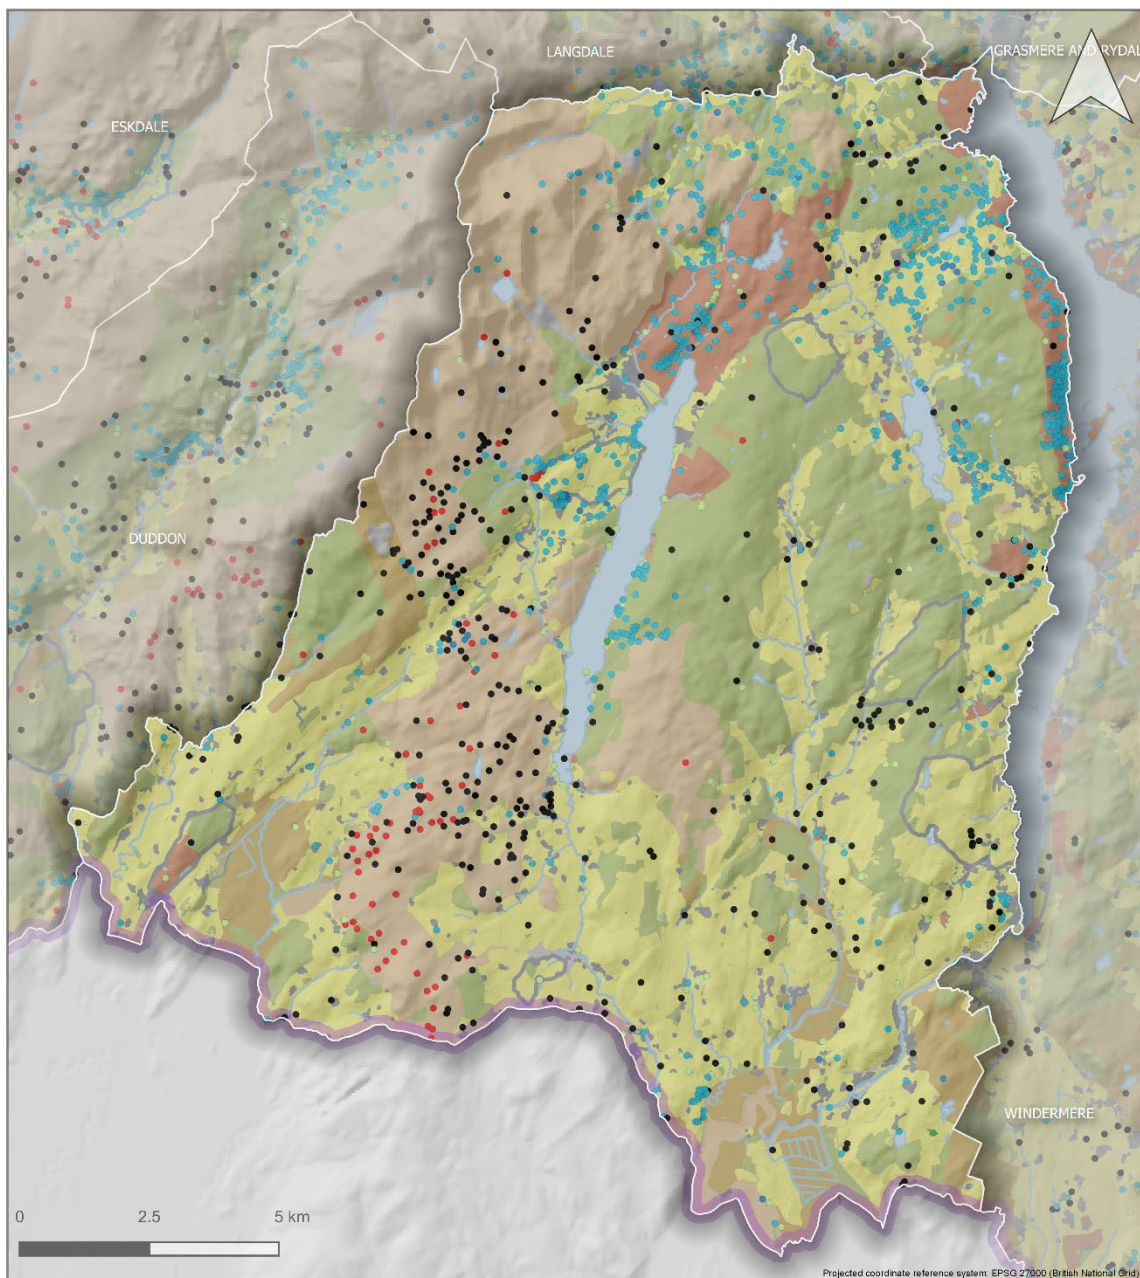 LANGDALE
GRASMERE AND RYDAL
ESKDALE
DUDDON
WINDERMERE
0 2.5 5 km
Projected coordinate reference system: EPSG 27000 (British National Grid)